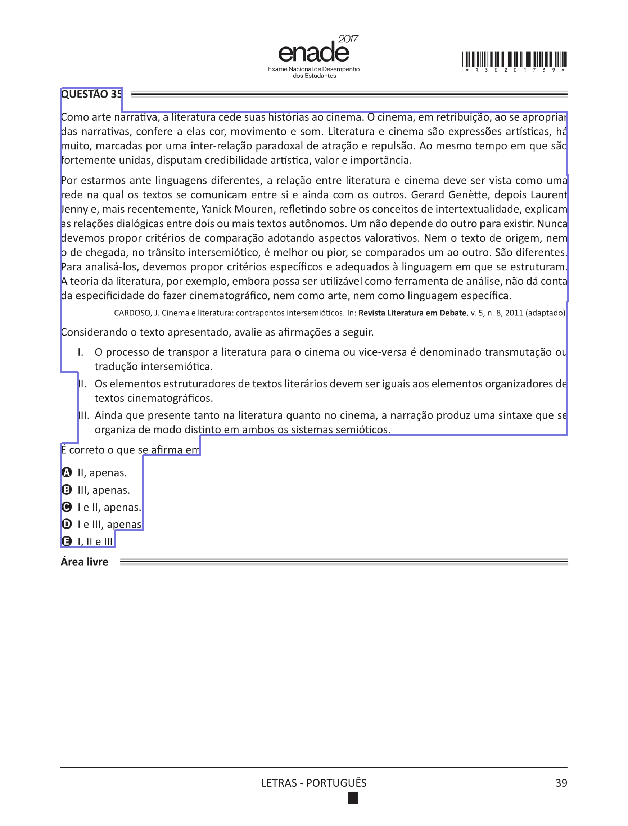 enade 2017
Exame Nacional de Desempenho
dos Estudantes
QUESTÃO 35
Como arte narrativa, a literatura cede suas histórias ao cinema. O cinema, em retribuição, ao se apropriar
das narrativas, confere a elas cor, movimento e som. Literatura e cinema são expressões artísticas, há
muito, marcadas por uma inter-relação paradoxal de atração e repulsão. Ao mesmo tempo em que são
fortemente unidas, disputam credibilidade artística, valor e importância.
Por estarmos ante linguagens diferentes, a relação entre literatura e cinema deve ser vista como uma
rede na qual os textos se comunicam entre si e ainda com os outros. Gerard Genètte, depois Laurent
Jenny e, mais recentemente, Yanick Mouren, refletindo sobre os conceitos de intertextualidade, explicam
as relações dialógicas entre dois ou mais textos autônomos. Um não depende do outro para existir. Nunca
devemos propor critérios de comparação adotando aspectos valorativos. Nem o texto de origem, nem
o de chegada, no trânsito intersemiótico, é melhor ou pior, se comparados um ao outro. São diferentes.
Para analisá-los, devemos propor critérios específicos e adequados à linguagem em que se estruturam.
A teoria da literatura, por exemplo, embora possa ser utilizável como ferramenta de análise, não dá conta
da especificidade do fazer cinematográfico, nem como arte, nem como linguagem específica.
CARDOSO, J. Cinema e literatura: contrapontos intersemióticos. In: Revista Literatura em Debate, v. 5, n. 8, 2011 (adaptado).
Considerando o texto apresentado, avalie as afirmações a seguir.
I. O processo de transpor a literatura para o cinema ou vice-versa é denominado transmutação ou
tradução intersemiótica.
II. Os elementos estruturadores de textos literários devem ser iguais aos elementos organizadores de
textos cinematográficos.
III. Ainda que presente tanto na literatura quanto no cinema, a narração produz uma sintaxe que se
organiza de modo distinto em ambos os sistemas semióticos.
É correto o que se afirma em
A II, apenas.
B III, apenas.
C I e II, apenas.
D I e III, apenas.
E I, II e III.
Área livre
LETRAS - PORTUGUÊS 39